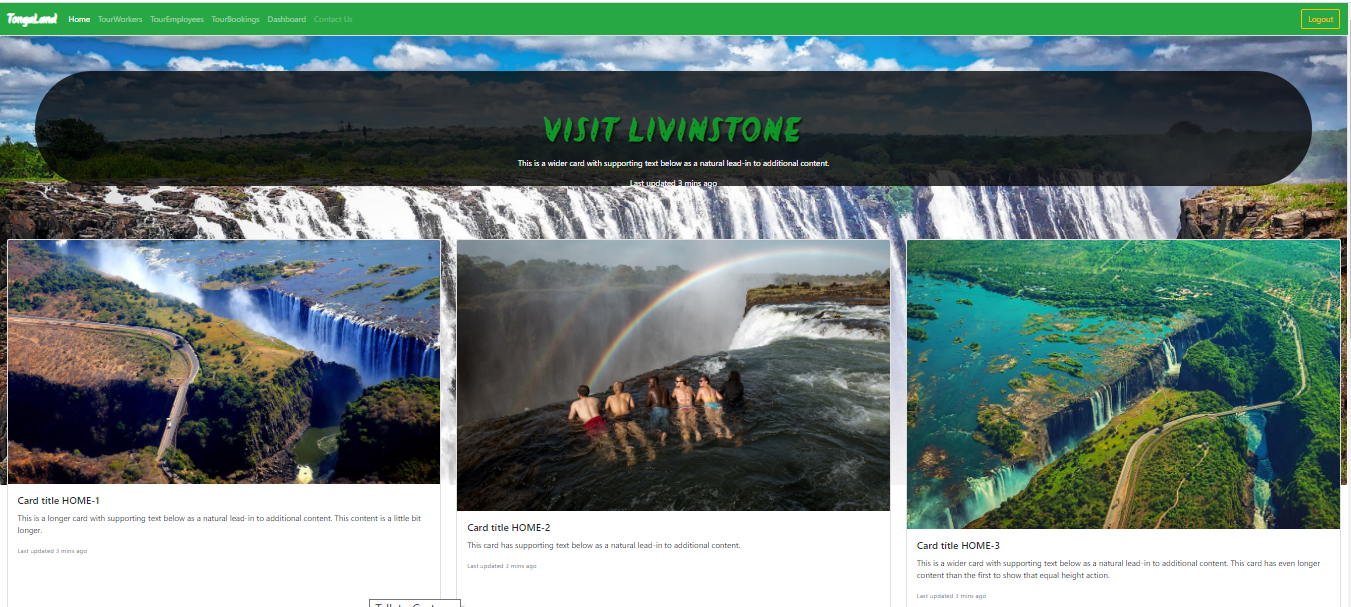 TongaLand Home TourWorkers TourEmployees TourBookings Dashboard Contact Us Logout
VISIT LIVINSTONE
This is a wider card with supporting text below as a natural lead-in to additional content.
Last updated 3 mins ago
Card title HOME-1
This is a longer card with supporting text below as a natural lead-in to additional content. This content is a little bit
longer.
Last updated 3 mins ago
Card title HOME-2
This card has supporting text below as a natural lead-in to additional content.
Last updated 3 mins ago
Card title HOME-3
This is a wider card with supporting text below as a natural lead-in to additional content. This card has even longer
content than the first to show that equal height action.
Last updated 3 mins ago